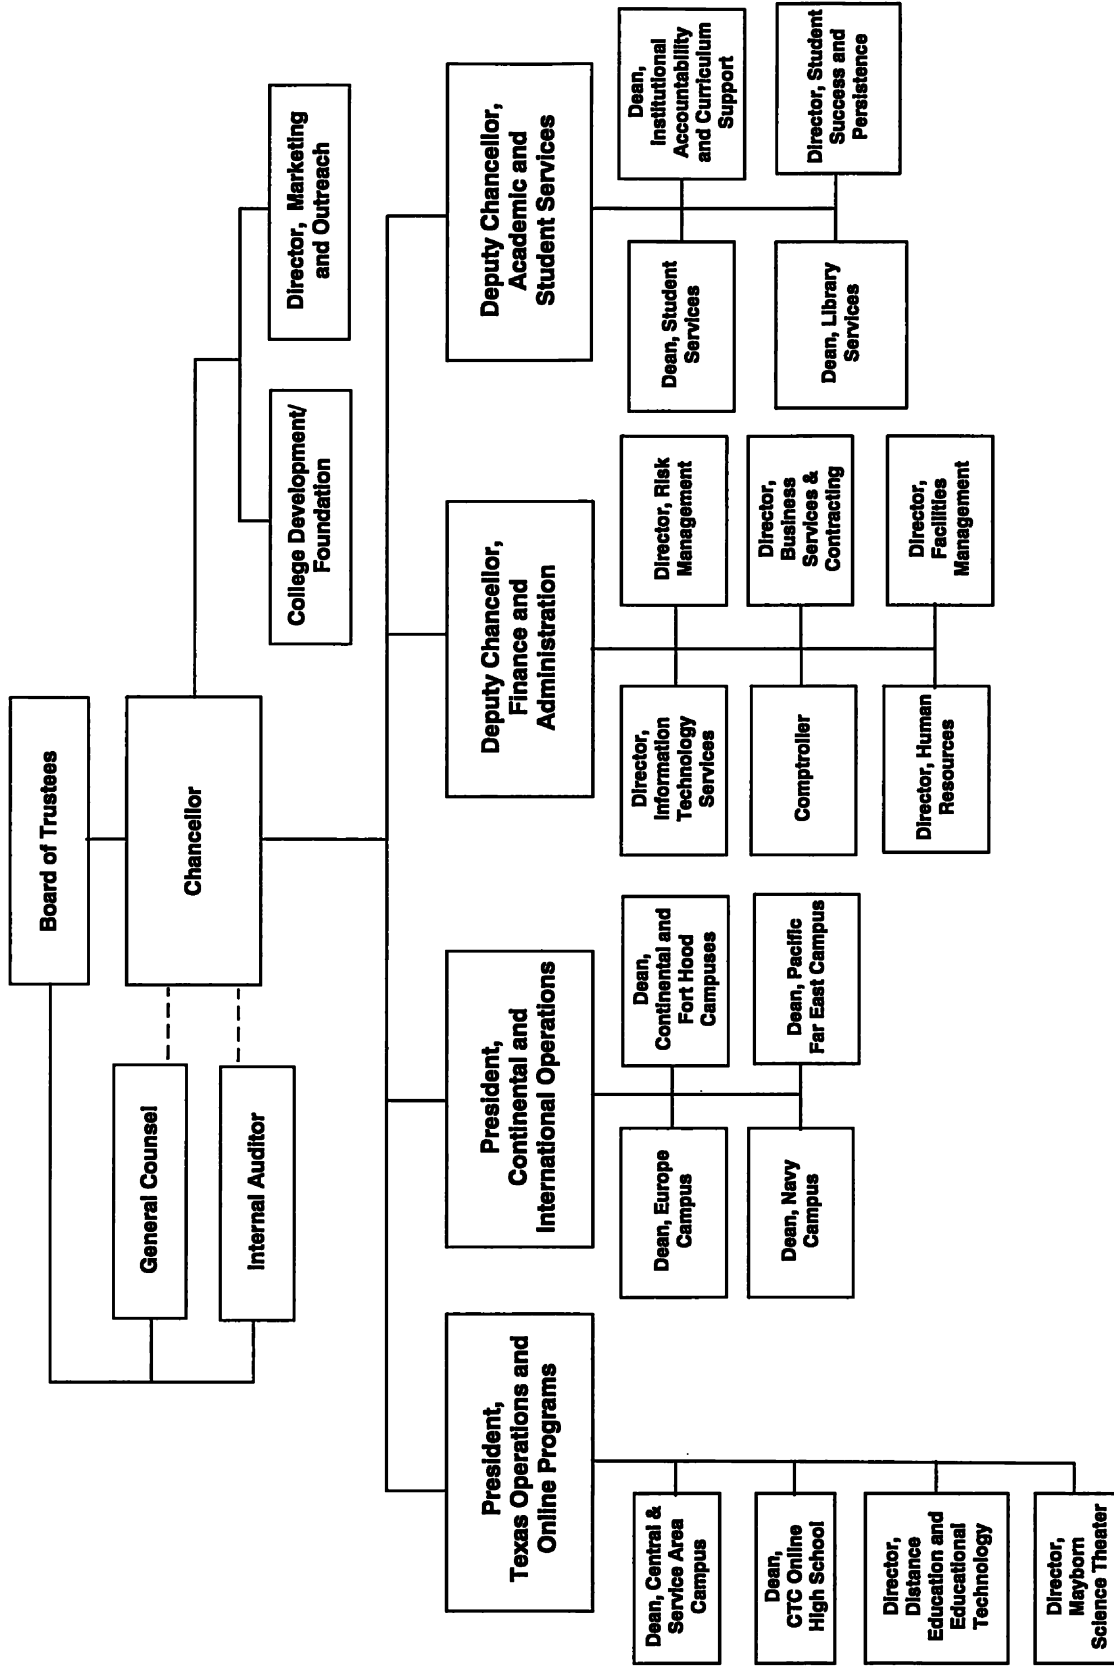 Board of Trustees
Chancellor
General Counsel
Internal Auditor
College Development/
Foundation
Director, Marketing
and Outreach
President,
Texas Operations and
Online Programs
President,
Continental and
International Operations
Deputy Chancellor,
Finance and
Administration
Deputy Chancellor,
Academic and
Student Services
Dean, Central &
Service Area
Campus
Dean,
CTC Online
High School
Director,
Distance
Education and
Educational
Technology
Director,
Mayborn
Science Theater
Dean, Europe
Campus
Dean,
Continental and
Fort Hood
Campuses
Dean, Navy
Campus
Dean, Pacific
Far East Campus
Director,
Information
Technology
Services
Director, Risk
Management
Comptroller
Director,
Business
Services &
Contracting
Director, Human
Resources
Director,
Facilities
Management
Dean, Student
Services
Dean,
Institutional
Accountability
and Curriculum
Support
Dean, Library
Services
Director, Student
Success and
Persistence